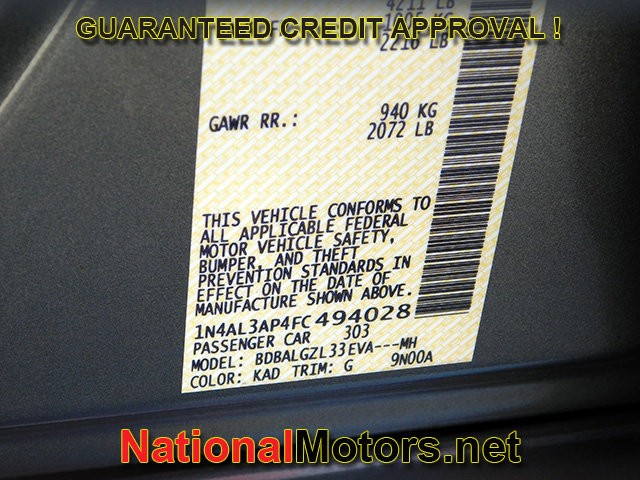 GUARANTEED CREDIT APPROVAL !
2216 LB
GAWR RR.: 940 KG
2072 LB
THIS VEHICLE CONFORMS TO
ALL APPLICABLE FEDERAL
MOTOR VEHICLE SAFETY,
BUMPER, AND THEFT
PREVENTION STANDARDS IN
EFFECT ON THE DATE OF
MANUFACTURE SHOWN ABOVE.
1N4AL3AP4FC494028
PASSENGER CAR 303
MODEL: BDBALGZL33EVA---MH
COLOR: KAD TRIM: G 9N00A
NationalMotors.net